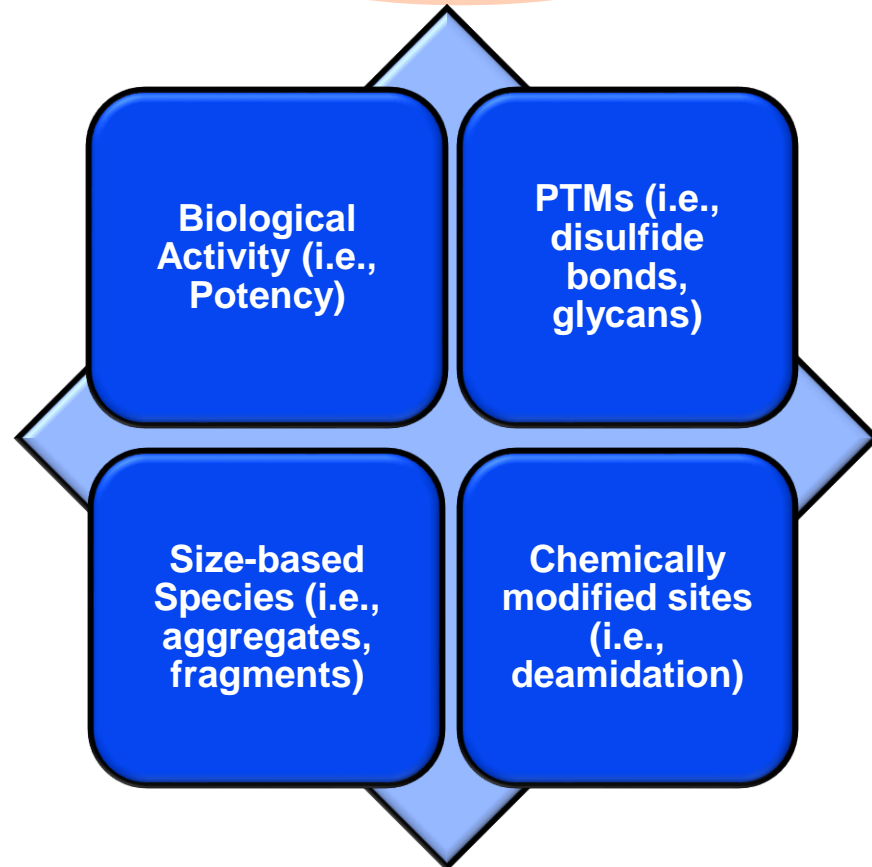 Biological
Activity (i.e.,
Potency)
PTMs (i.e.,
disulfide
bonds,
glycans)
Size-based
Species (i.e.,
aggregates,
fragments)
Chemically
modified sites
(i.e.,
deamidation)